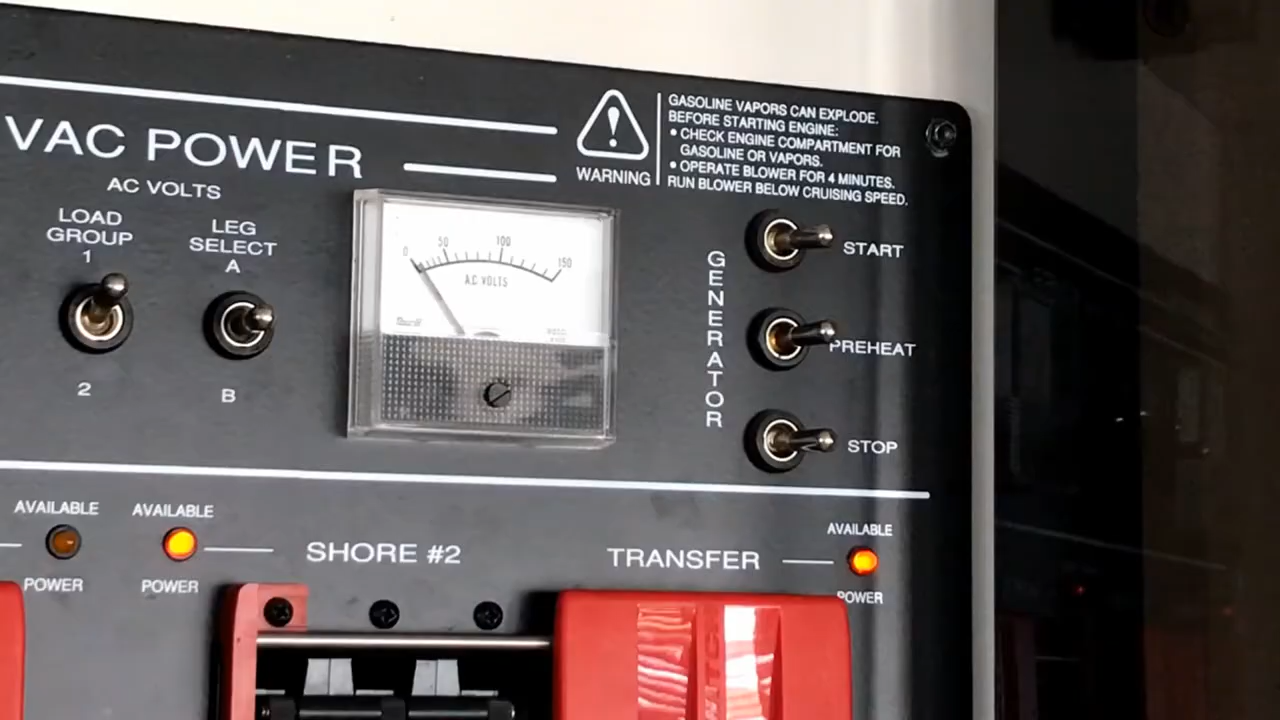 VAC POWER
AC VOLTS
LOAD
GROUP
1
2
LEG
SELECT
A
B
0 50 100 150
A.C VOLTS
WARNING
GASOLINE VAPORS CAN EXPLODE.
BEFORE STARTING ENGINE:
• CHECK ENGINE COMPARTMENT FOR
GASOLINE OR VAPORS.
• OPERATE BLOWER FOR 4 MINUTES.
RUN BLOWER BELOW CRUISING SPEED.
GENERATOR
START
PREHEAT
STOP
AVAILABLE
POWER
AVAILABLE
POWER
SHORE #2
TRANSFER
AVAILABLE
POWER